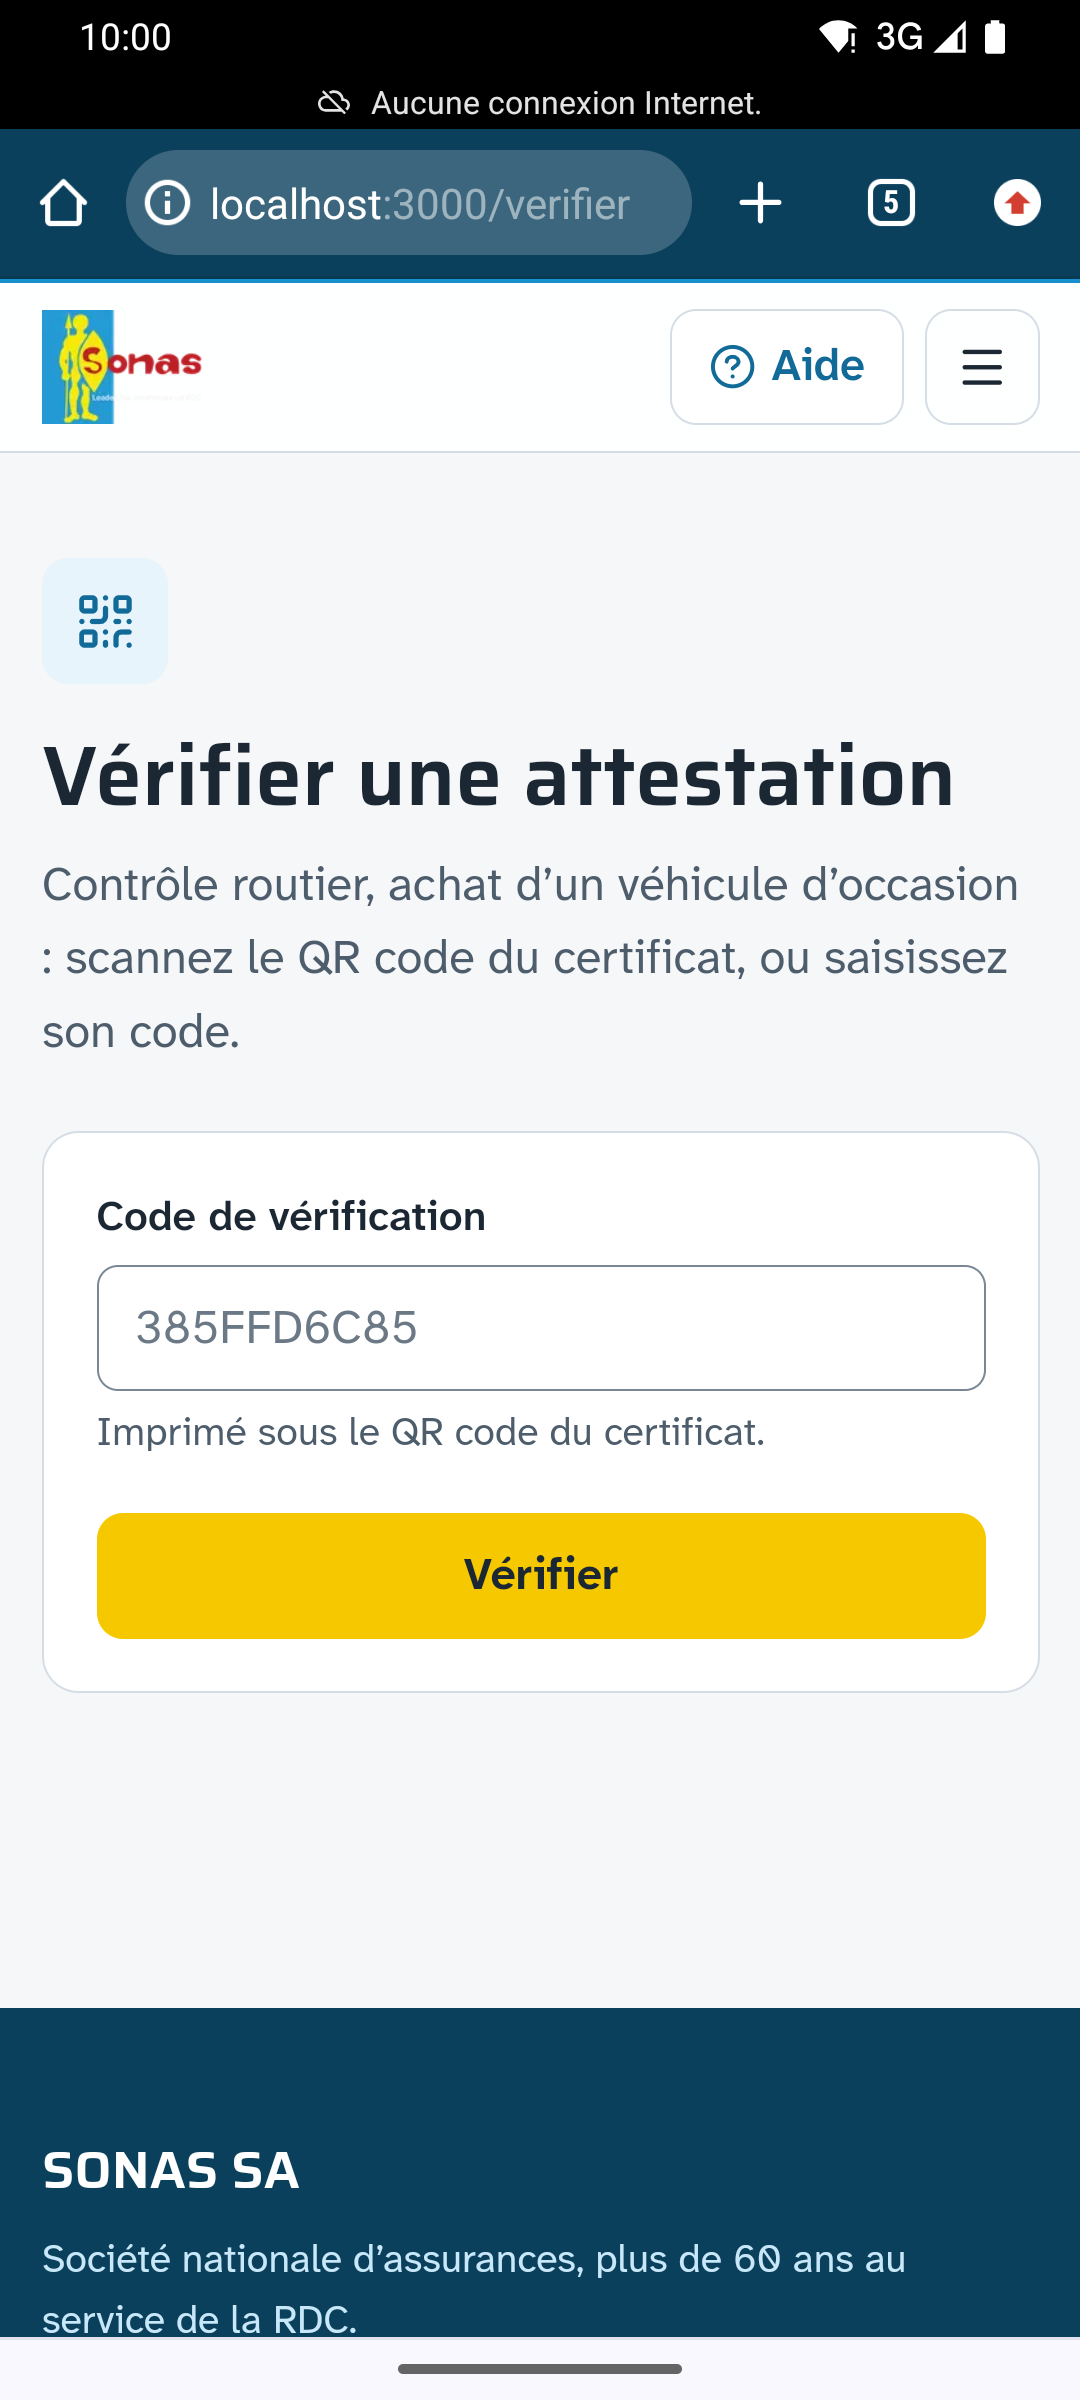 10:00
3G
Aucune connexion Internet.
localhost:3000/verifier
5
Sonas
Aide
Vérifier une attestation
Contrôle routier, achat d’un véhicule d’occasion
: scannez le QR code du certificat, ou saisissez
son code.
Code de vérification
385FFD6C85
Imprimé sous le QR code du certificat.
Vérifier
SONAS SA
Société nationale d’assurances, plus de 60 ans au
service de la RDC.